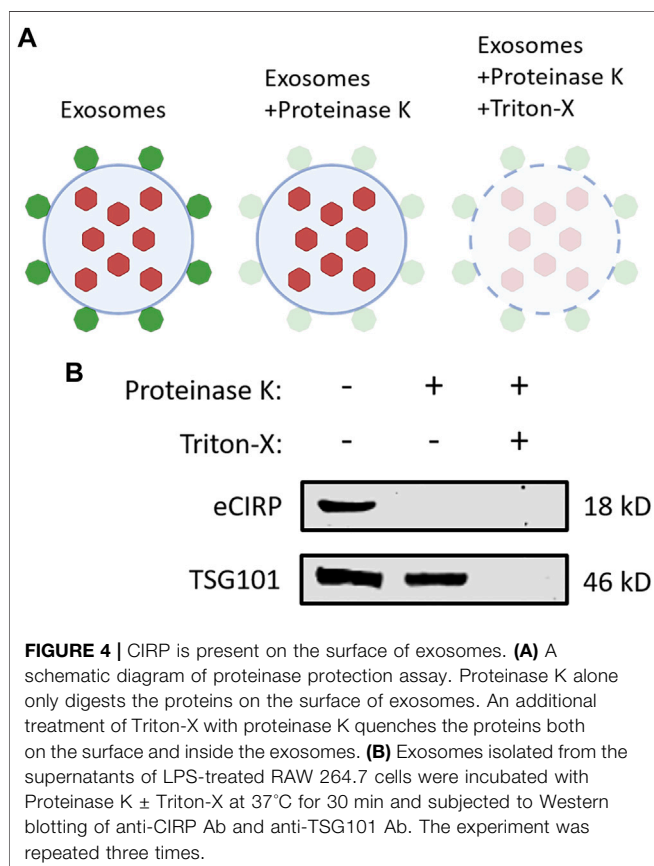 A
Exosomes
Exosomes
+Proteinase K
Exosomes
+Proteinase K
+Triton-X
B
Proteinase K: - + +
Triton-X: - - +
eCIRP 18 kD
TSG101 46 kD
FIGURE 4 | CIRP is present on the surface of exosomes. (A) A
schematic diagram of proteinase protection assay. Proteinase K alone
only digests the proteins on the surface of exosomes. An additional
treatment of Triton-X with proteinase K quenches the proteins both
on the surface and inside the exosomes. (B) Exosomes isolated from the
supernatants of LPS-treated RAW 264.7 cells were incubated with
Proteinase K ± Triton-X at 37°C for 30 min and subjected to Western
blotting of anti-CIRP Ab and anti-TSG101 Ab. The experiment was
repeated three times.